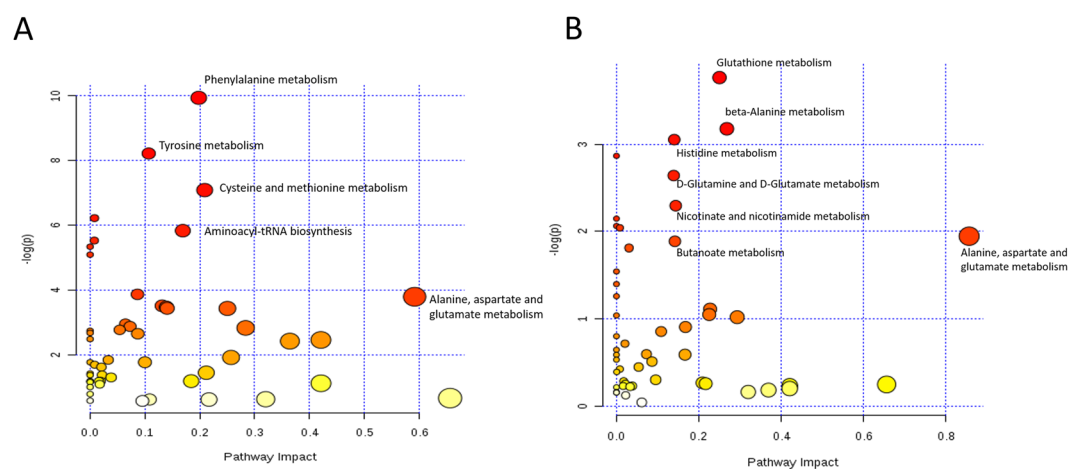 A
Phenylalanine metabolism
Tyrosine metabolism
Cysteine and methionine metabolism
Aminoacyl-tRNA biosynthesis
Alanine, aspartate and
glutamate metabolism
-log(p)
10
8
6
4
2
0.0 0.1 0.2 0.3 0.4 0.5 0.6
Pathway Impact
B
Glutathione metabolism
beta-Alanine metabolism
Histidine metabolism
D-Glutamine and D-Glutamate metabolism
Nicotinate and nicotinamide metabolism
Butanoate metabolism
Alanine, aspartate and
glutamate metabolism
-log(p)
3
2
1
0
0.0 0.2 0.4 0.6 0.8
Pathway Impact